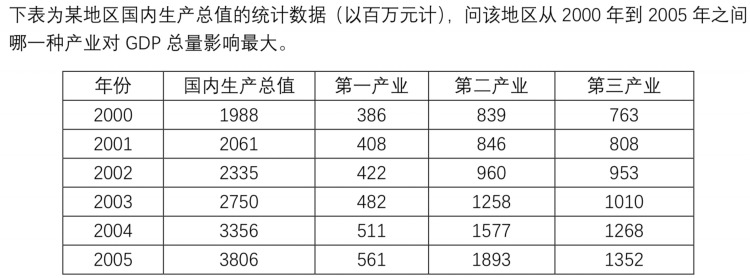 下表为某地区国内生产总值的统计数据（以百万元计），问该地区从 2000 年到 2005 年之间
哪一种产业对 GDP 总量影响最大。
年份 国内生产总值 第一产业 第二产业 第三产业
2000 1988 386 839 763
2001 2061 408 846 808
2002 2335 422 960 953
2003 2750 482 1258 1010
2004 3356 511 1577 1268
2005 3806 561 1893 1352